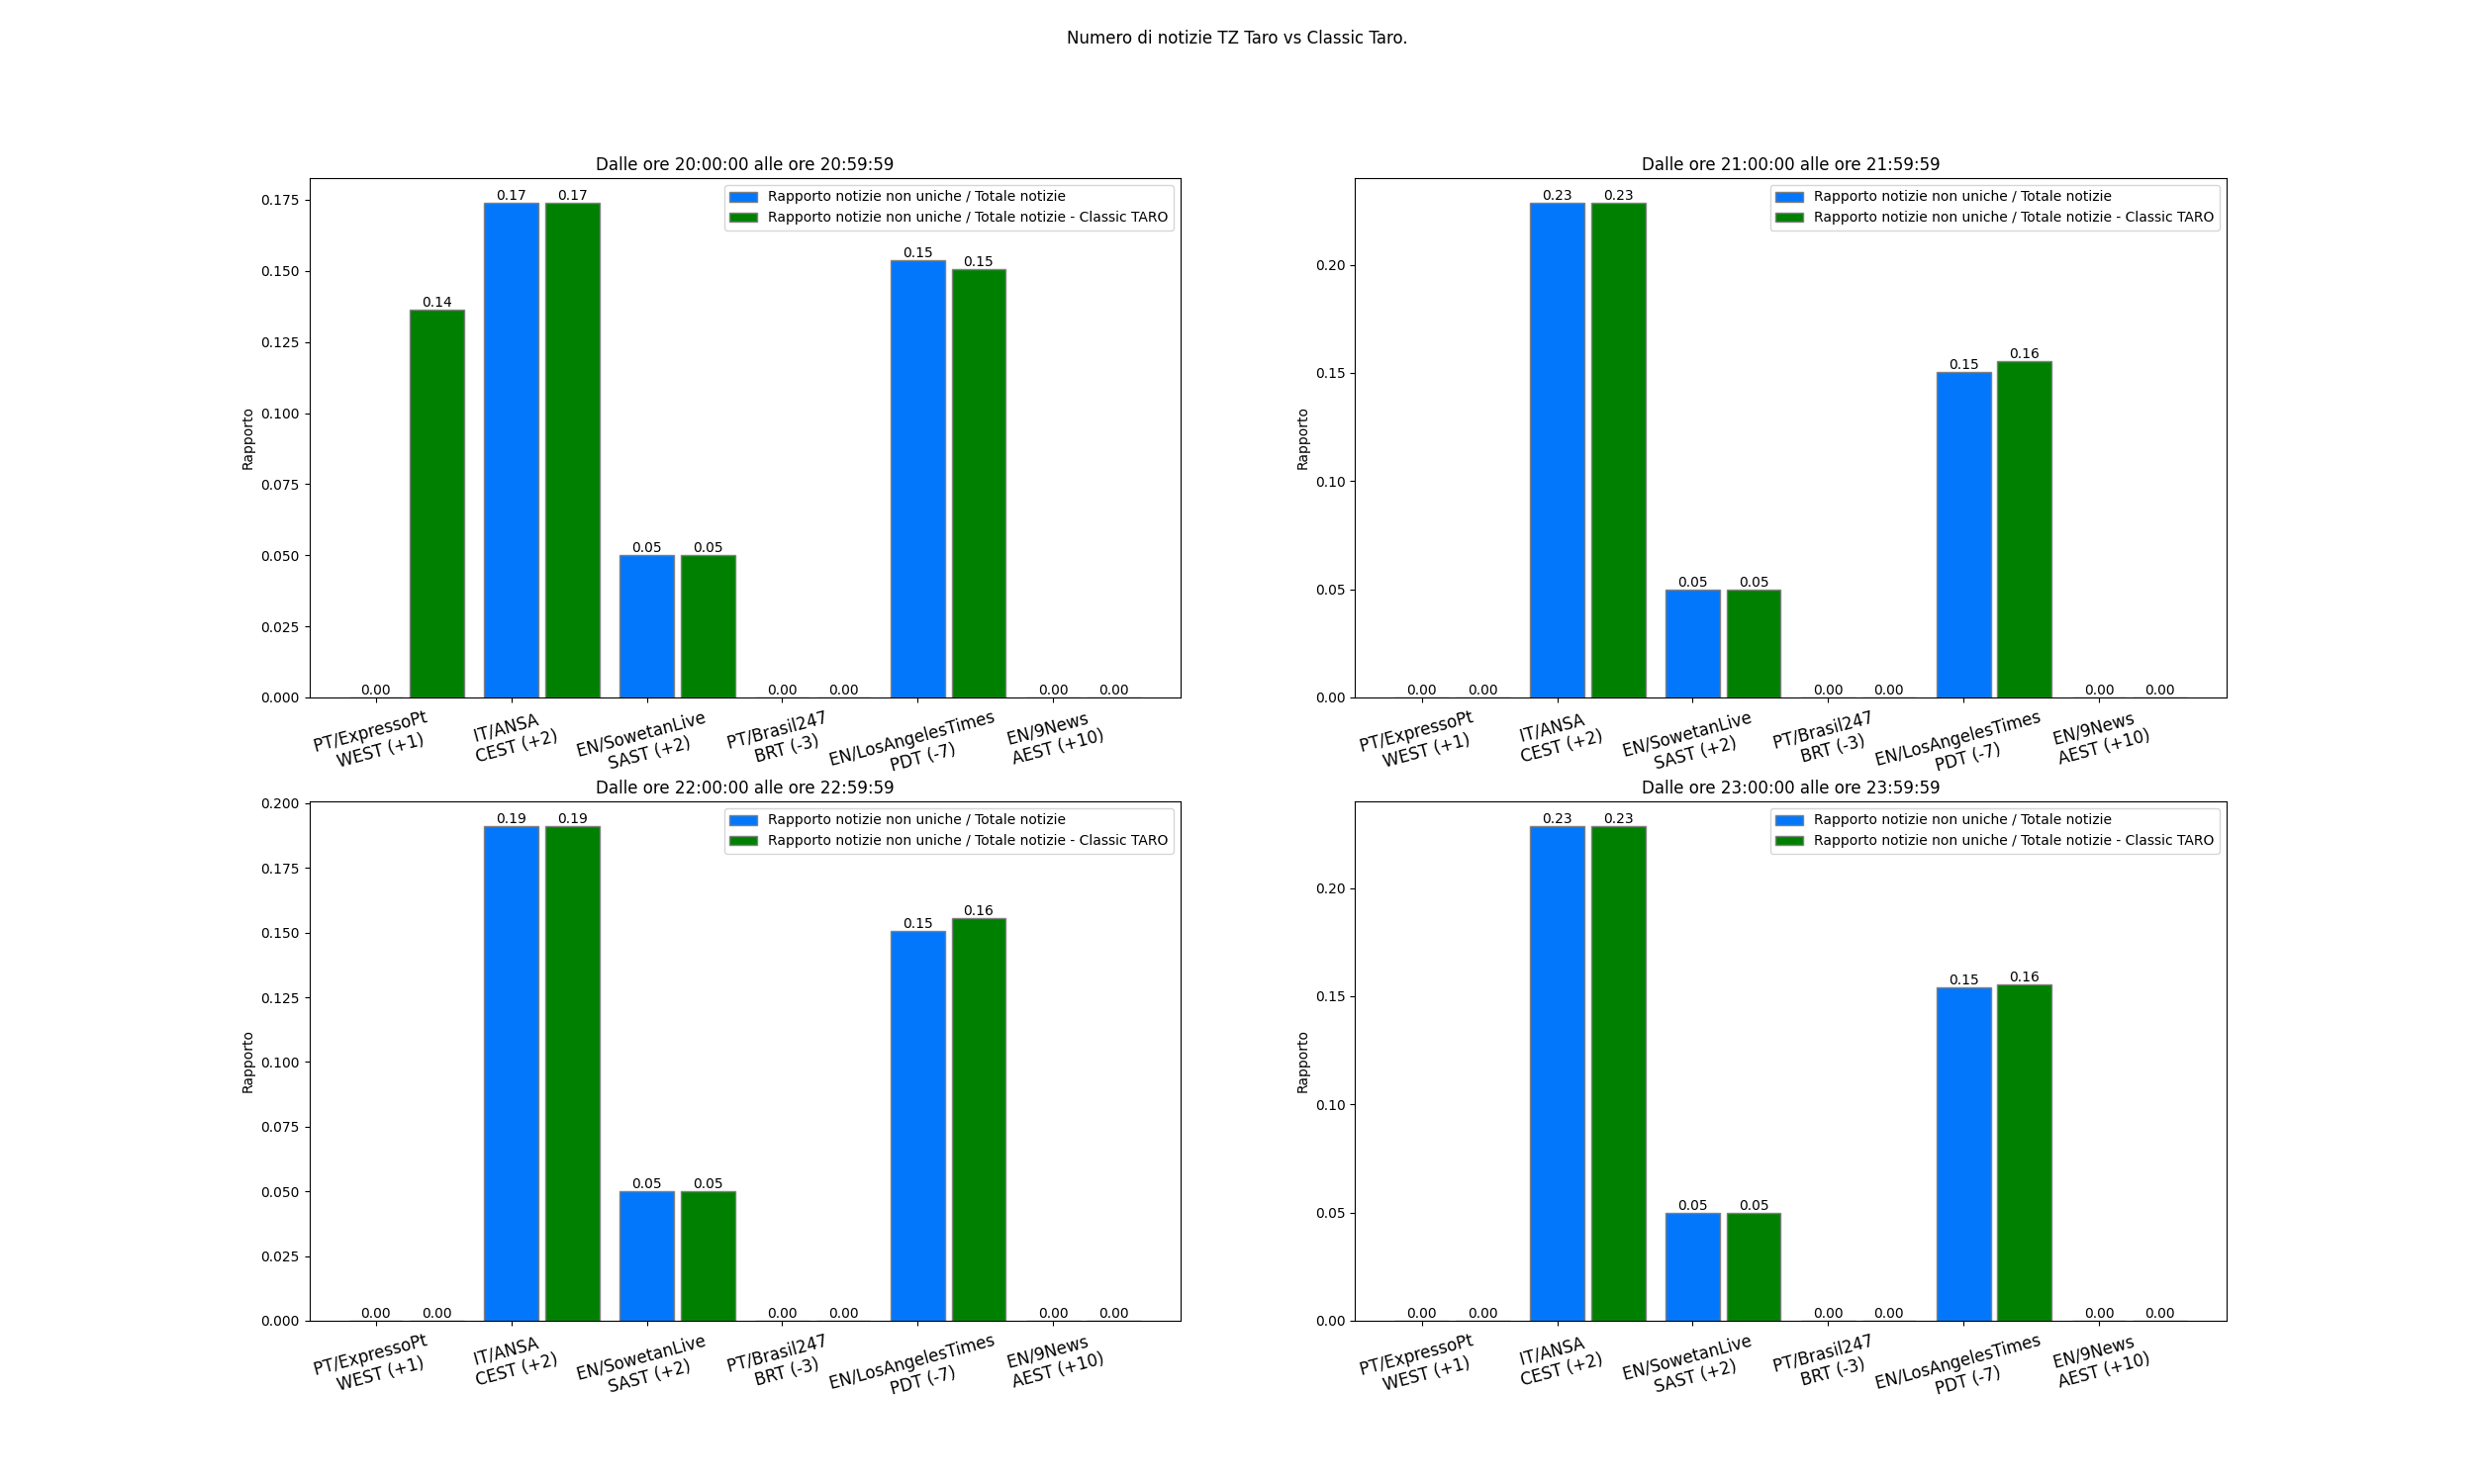 Numero di notizie TZ Taro vs Classic Taro.
Dalle ore 20:00:00 alle ore 20:59:59
Rapporto notizie non uniche / Totale notizie
Rapporto notizie non uniche / Totale notizie - Classic TARO
Rapporto
0.175
0.150
0.125
0.100
0.075
0.050
0.025
0.000
0.00
0.14
0.17
0.17
0.05
0.05
0.00
0.00
0.15
0.15
0.00
0.00
PT/ExpressoPt
WEST (+1)
IT/ANSA
CEST (+2)
EN/SowetanLive
SAST (+2)
PT/Brasil247
BRT (-3)
EN/LosAngelesTimes
PDT (-7)
EN/9News
AEST (+10)
Dalle ore 21:00:00 alle ore 21:59:59
Rapporto notizie non uniche / Totale notizie
Rapporto notizie non uniche / Totale notizie - Classic TARO
Rapporto
0.20
0.15
0.10
0.05
0.00
0.00
0.00
0.23
0.23
0.05
0.05
0.00
0.00
0.15
0.16
0.00
0.00
PT/ExpressoPt
WEST (+1)
IT/ANSA
CEST (+2)
EN/SowetanLive
SAST (+2)
PT/Brasil247
BRT (-3)
EN/LosAngelesTimes
PDT (-7)
EN/9News
AEST (+10)
Dalle ore 22:00:00 alle ore 22:59:59
Rapporto notizie non uniche / Totale notizie
Rapporto notizie non uniche / Totale notizie - Classic TARO
Rapporto
0.200
0.175
0.150
0.125
0.100
0.075
0.050
0.025
0.000
0.00
0.00
0.19
0.19
0.05
0.05
0.00
0.00
0.15
0.16
0.00
0.00
PT/ExpressoPt
WEST (+1)
IT/ANSA
CEST (+2)
EN/SowetanLive
SAST (+2)
PT/Brasil247
BRT (-3)
EN/LosAngelesTimes
PDT (-7)
EN/9News
AEST (+10)
Dalle ore 23:00:00 alle ore 23:59:59
Rapporto notizie non uniche / Totale notizie
Rapporto notizie non uniche / Totale notizie - Classic TARO
Rapporto
0.20
0.15
0.10
0.05
0.00
0.00
0.00
0.23
0.23
0.05
0.05
0.00
0.00
0.15
0.16
0.00
0.00
PT/ExpressoPt
WEST (+1)
IT/ANSA
CEST (+2)
EN/SowetanLive
SAST (+2)
PT/Brasil247
BRT (-3)
EN/LosAngelesTimes
PDT (-7)
EN/9News
AEST (+10)